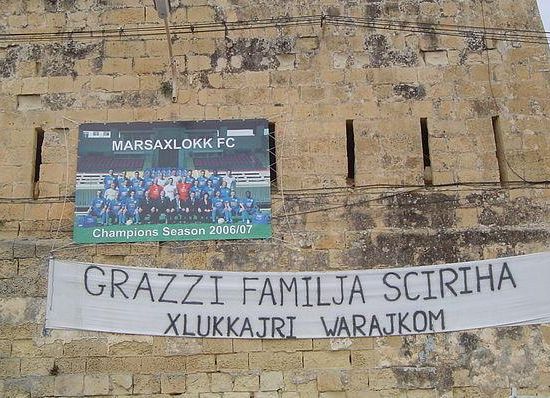 MARSAXLOKK FC
Champions Season 2006/07
GRAZZI FAMILJA SCIRIHA
XLUKKAJRI WARAJKOM